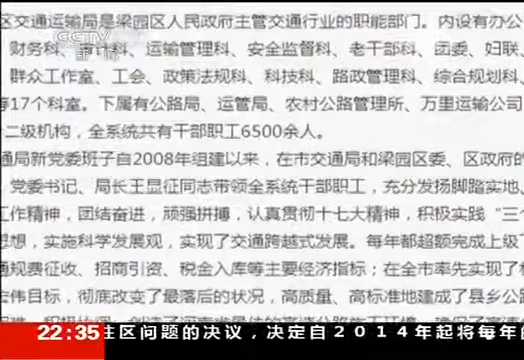 区交通运输局是梁园区人民政府主管交通行业的职能部门。内设有办公
CCTV
财务科、审计科、运输管理科、安全监督科、老干部科、团委、妇联、
群众工作室、工会、政策法规科、科技科、路政管理科、综合规划科、
等17个科室。下属有公路局、运管局、农村公路管理所、万里运输公司
二级机构，全系统共有干部职工6500余人。
通局新党委班子自2008年组建以来，在市交通局和梁园区委、区政府的
，党委书记、局长王显征同志带领全系统干部职工，充分发扬脚踏实地、
工作精神，团结奋进，顽强拼搏，认真贯彻十七大精神，积极实践“三
思想，实施科学发展观，实现了交通跨越式发展。每年都超额完成上级
通规费征收、招商引资、税金入库等主要经济指标；在全市率先实现了
宏伟目标，彻底改变了最落后的状况，高质量、高标准地建成了县乡公
22:35
住区问题的决议，决定自2014年起将每年的